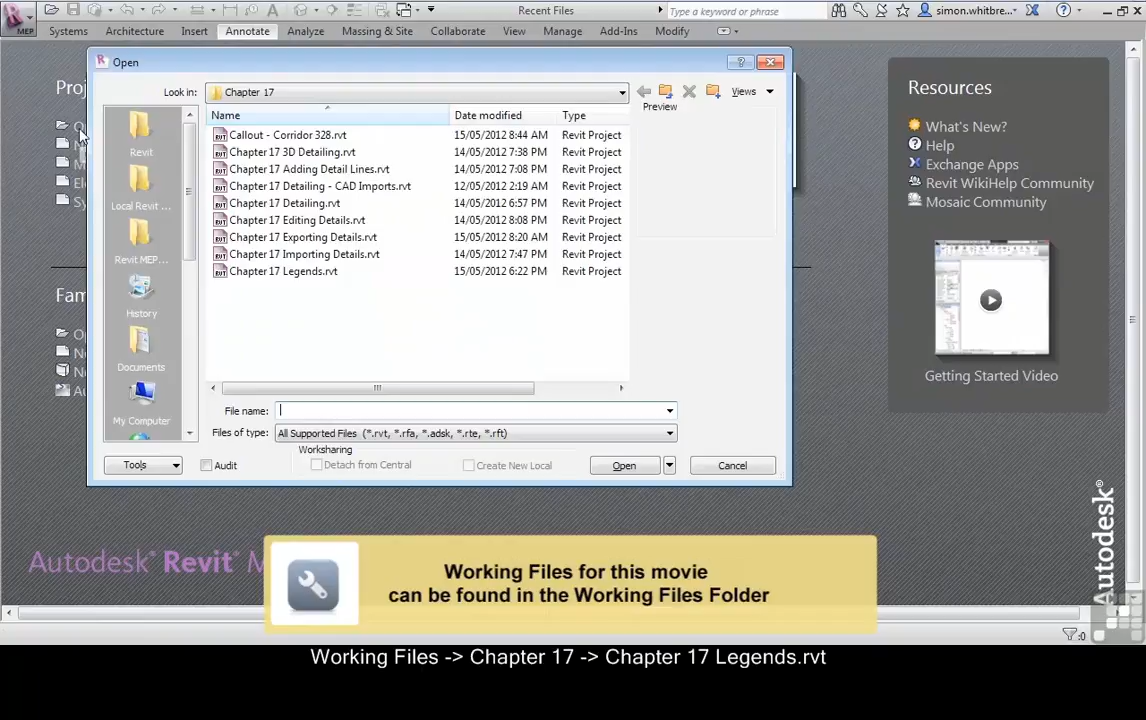 MEP
Recent Files
Type a keyword or phrase
simon.whitbre...
Systems Architecture Insert Annotate Analyze Massing & Site Collaborate View Manage Add-Ins Modify
Open
Look in: Chapter 17 Views
Name Date modified Type Preview
Callout - Corridor 328.rvt 15/05/2012 8:44 AM Revit Project
Chapter 17 3D Detailing.rvt 14/05/2012 7:38 PM Revit Project
Chapter 17 Adding Detail Lines.rvt 14/05/2012 7:08 PM Revit Project
Chapter 17 Detailing - CAD Imports.rvt 12/05/2012 2:19 AM Revit Project
Chapter 17 Detailing.rvt 14/05/2012 6:57 PM Revit Project
Chapter 17 Editing Details.rvt 14/05/2012 8:08 PM Revit Project
Chapter 17 Exporting Details.rvt 15/05/2012 8:20 AM Revit Project
Chapter 17 Importing Details.rvt 14/05/2012 7:47 PM Revit Project
Chapter 17 Legends.rvt 15/05/2012 6:22 PM Revit Project
Revit
Local Revit ...
Revit MEP...
History
Documents
My Computer
File name:
Files of type: All Supported Files (*.rvt, *.rfa, *.adsk, *.rte, *.rft)
Worksharing
Tools Audit Detach from Central Create New Local Open Cancel
Resources
What's New?
Help
Exchange Apps
Revit WikiHelp Community
Mosaic Community
Getting Started Video
Autodesk® Revit® M
Autodesk®
Working Files for this movie
can be found in the Working Files Folder
:0
Working Files -> Chapter 17 -> Chapter 17 Legends.rvt